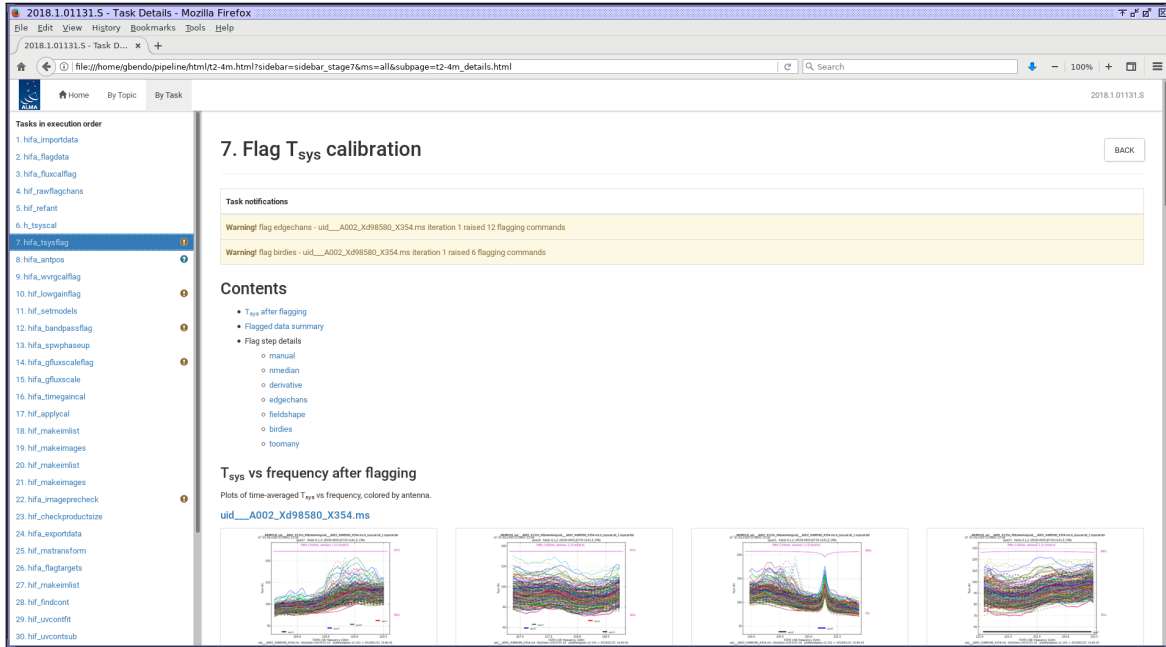 2018.1.01131.S - Task Details - Mozilla Firefox
File Edit View History Bookmarks Tools Help
2018.1.01131.S - Task D... × +
file:///home/gbendo/pipeline/html/t2-4m.html?sidebar=sidebar_stage7&ms=all&subpage=t2-4m_details.html
Search
100%
ALMA Home By Topic By Task 2018.1.01131.S
Tasks in execution order
1. hifa_importdata
2. hifa_flagdata
3. hifa_fluxcalflag
4. hif_rawflagchans
5. hif_refant
6. h_tsyscal
7. hifa_tsysflag
8. hifa_antpos
9. hifa_wvrgcalflag
10. hif_lowgainflag
11. hif_setmodels
12. hifa_bandpassflag
13. hifa_spwphaseup
14. hifa_gfluxscaleflag
15. hifa_gfluxscale
16. hifa_timegaincal
17. hif_applycal
18. hif_makeimlist
19. hif_makeimages
20. hif_makeimlist
21. hif_makeimages
22. hifa_imageprecheck
23. hif_checkproductsize
24. hifa_exportdata
25. hif_mstransform
26. hifa_flagtargets
27. hif_makeimlist
28. hif_findcont
29. hif_uvcontfit
30. hif_uvcontsub
7. Flag Tsys calibration
BACK
Task notifications
Warning! flag edgechans - uid___A002_Xd98580_X354.ms iteration 1 raised 12 flagging commands
Warning! flag birdies - uid___A002_Xd98580_X354.ms iteration 1 raised 6 flagging commands
Contents
• Tsys after flagging
• Flagged data summary
• Flag step details
○ manual
○ nmedian
○ derivative
○ edgechans
○ fieldshape
○ birdies
○ toomany
Tsys vs frequency after flagging
Plots of time-averaged Tsys vs frequency, colored by antenna.
uid___A002_Xd98580_X354.ms